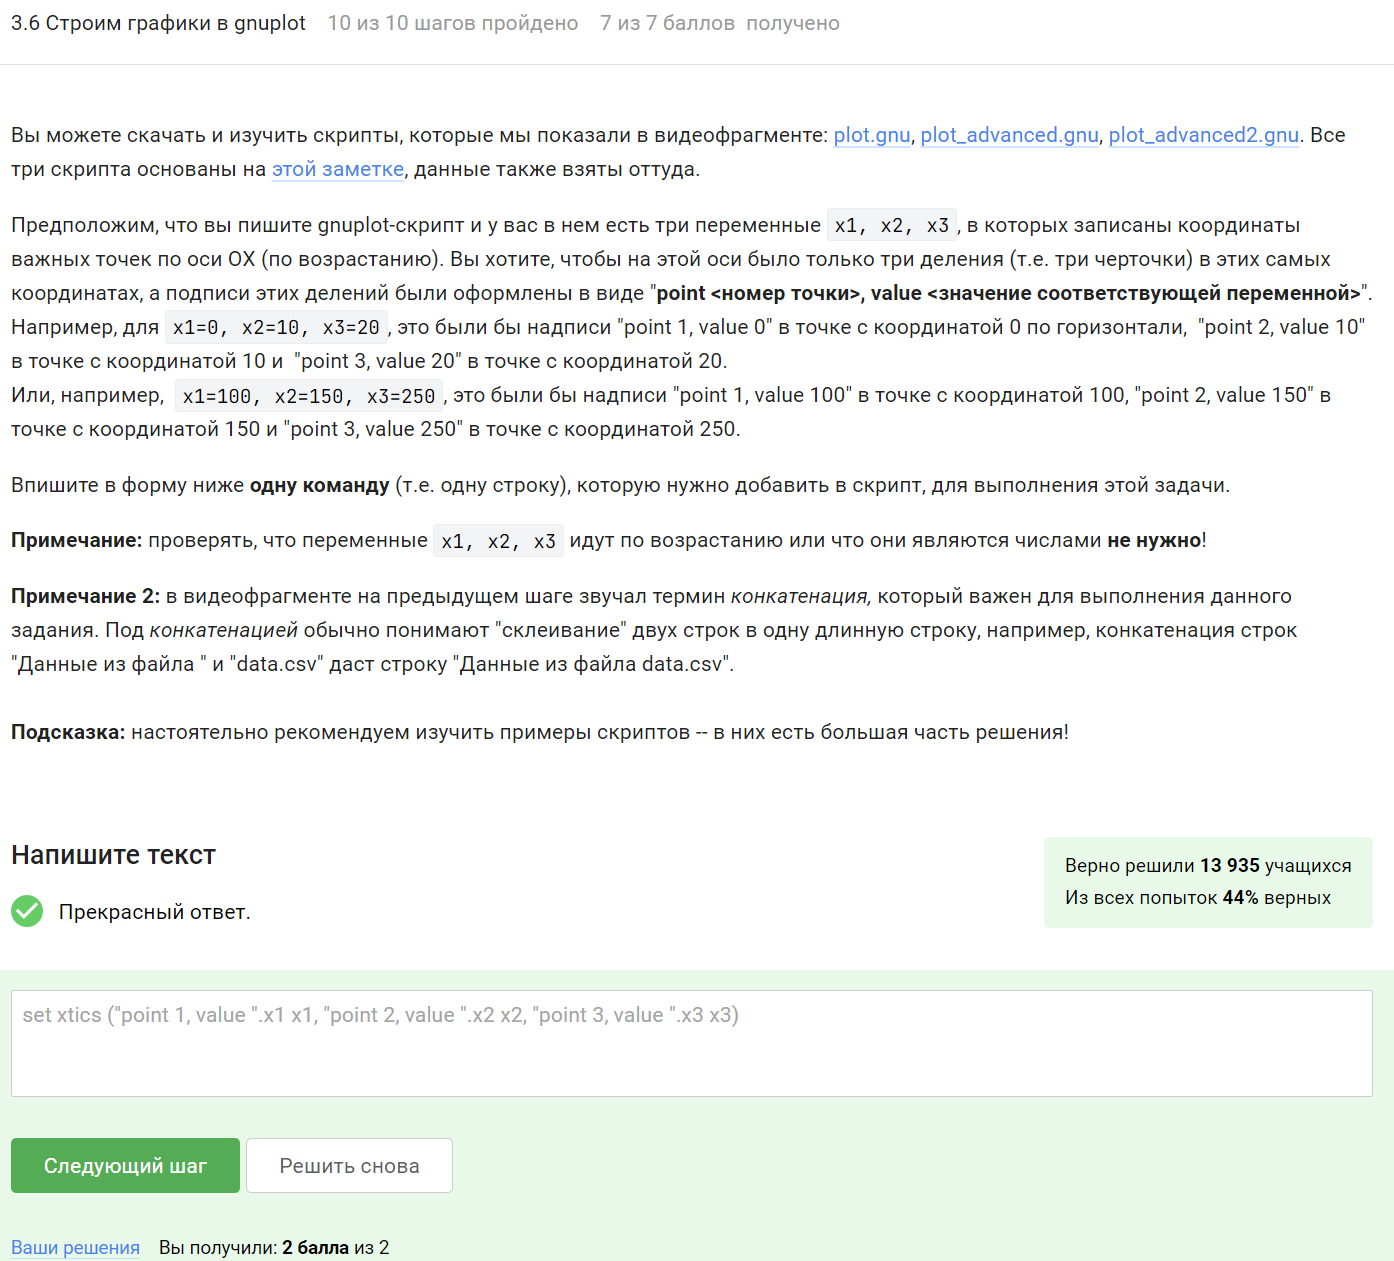 3.6 Строим графики в gnuplot 10 из 10 шагов пройдено 7 из 7 баллов получено
Вы можете скачать и изучить скрипты, которые мы показали в видеофрагменте: plot.gnu, plot_advanced.gnu, plot_advanced2.gnu. Все
три скрипта основаны на этой заметке, данные также взяты оттуда.
Предположим, что вы пишите gnuplot-скрипт и у вас в нем есть три переменные x1, x2, x3, в которых записаны координаты
важных точек по оси OX (по возрастанию). Вы хотите, чтобы на этой оси было только три деления (т.е. три черточки) в этих самых
координатах, а подписи этих делений были оформлены в виде "point <номер точки>, value <значение соответствующей переменной>".
Например, для x1=0, x2=10, x3=20, это были бы надписи "point 1, value 0" в точке с координатой 0 по горизонтали, "point 2, value 10"
в точке с координатой 10 и "point 3, value 20" в точке с координатой 20.
Или, например, x1=100, x2=150, x3=250, это были бы надписи "point 1, value 100" в точке с координатой 100, "point 2, value 150" в
точке с координатой 150 и "point 3, value 250" в точке с координатой 250.
Впишите в форму ниже одну команду (т.е. одну строку), которую нужно добавить в скрипт, для выполнения этой задачи.
Примечание: проверять, что переменные x1, x2, x3 идут по возрастанию или что они являются числами не нужно!
Примечание 2: в видеофрагменте на предыдущем шаге звучал термин конкатенация, который важен для выполнения данного
задания. Под конкатенацией обычно понимают "склеивание" двух строк в одну длинную строку, например, конкатенация строк
"Данные из файла " и "data.csv" даст строку "Данные из файла data.csv".
Подсказка: настоятельно рекомендуем изучить примеры скриптов -- в них есть большая часть решения!
Напишите текст
Прекрасный ответ.
Верно решили 13 935 учащихся
Из всех попыток 44% верных
set xtics ("point 1, value ".x1 x1, "point 2, value ".x2 x2, "point 3, value ".x3 x3)
Следующий шаг Решить снова
Ваши решения Вы получили: 2 балла из 2